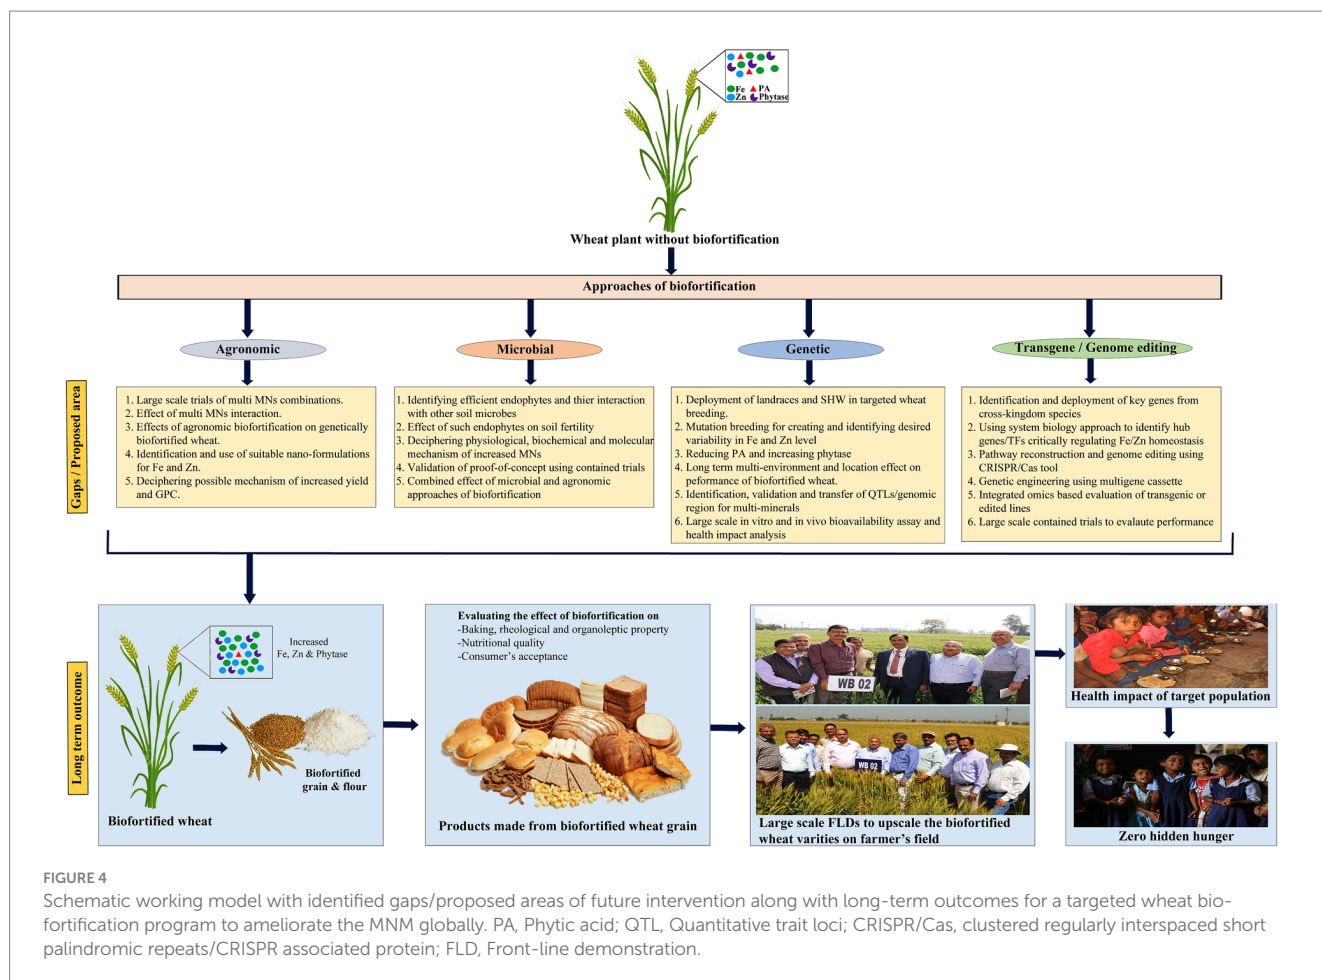 Fe
PA
Zn
Phytase
Wheat plant without biofortification
Approaches of biofortification
Agronomic
Microbial
Genetic
Transgene / Genome editing
Gaps / Proposed area
1. Large scale trials of multi MNs combinations.
2. Effect of multi MNs interaction.
3. Effects of agronomic biofortification on genetically
biofortified wheat.
4. Identification and use of suitable nano-formulations
for Fe and Zn.
5. Deciphering possible mechanism of increased yield
and GPC.
1. Identifying efficient endophytes and thier interaction
with other soil microbes
2. Effect of such endophytes on soil fertility
3. Deciphering physiological, biochemical and molecular
mechanism of increased MNs
4. Validation of proof-of-concept using contained trials
5. Combined effect of microbial and agronomic
approaches of biofortification
1. Deployment of landraces and SHW in targeted wheat
breeding.
2. Mutation breeding for creating and identifying desired
variability in Fe and Zn level
3. Reducing PA and increasing phytase
4. Long term multi-environment and location effect on
peformance of biofortified wheat.
5. Identification, validation and transfer of QTLs/genomic
region for multi-minerals
6. Large scale in vitro and in vivo bioavailability assay and
health impact analysis
1. Identification and deployment of key genes from
cross-kingdom species
2. Using system biology approach to identify hub
genes/TFs critically regulating Fe/Zn homeostasis
3. Pathway reconstruction and genome editing using
CRISPR/Cas tool
4. Genetic engineering using multigene cassette
5. Integrated omics based evaluation of transgenic or
edited lines
6. Large scale contained trials to evalaute performance
Long term outcome
Increased
Fe, Zn & Phytase
Biofortified
grain & flour
Biofortified wheat
Evaluating the effect of biofortification on
-Baking, rheological and organoleptic property
-Nutritional quality
-Consumer's acceptance
Products made from biofortified wheat grain
WB 02
WB 02
Large scale FLDs to upscale the biofortified
wheat varities on farmer's field
Health impact of target population
Zero hidden hunger
FIGURE 4
Schematic working model with identified gaps/proposed areas of future intervention along with long-term outcomes for a targeted wheat bio-
fortification program to ameliorate the MNM globally. PA, Phytic acid; QTL, Quantitative trait loci; CRISPR/Cas, clustered regularly interspaced short
palindromic repeats/CRISPR associated protein; FLD, Front-line demonstration.